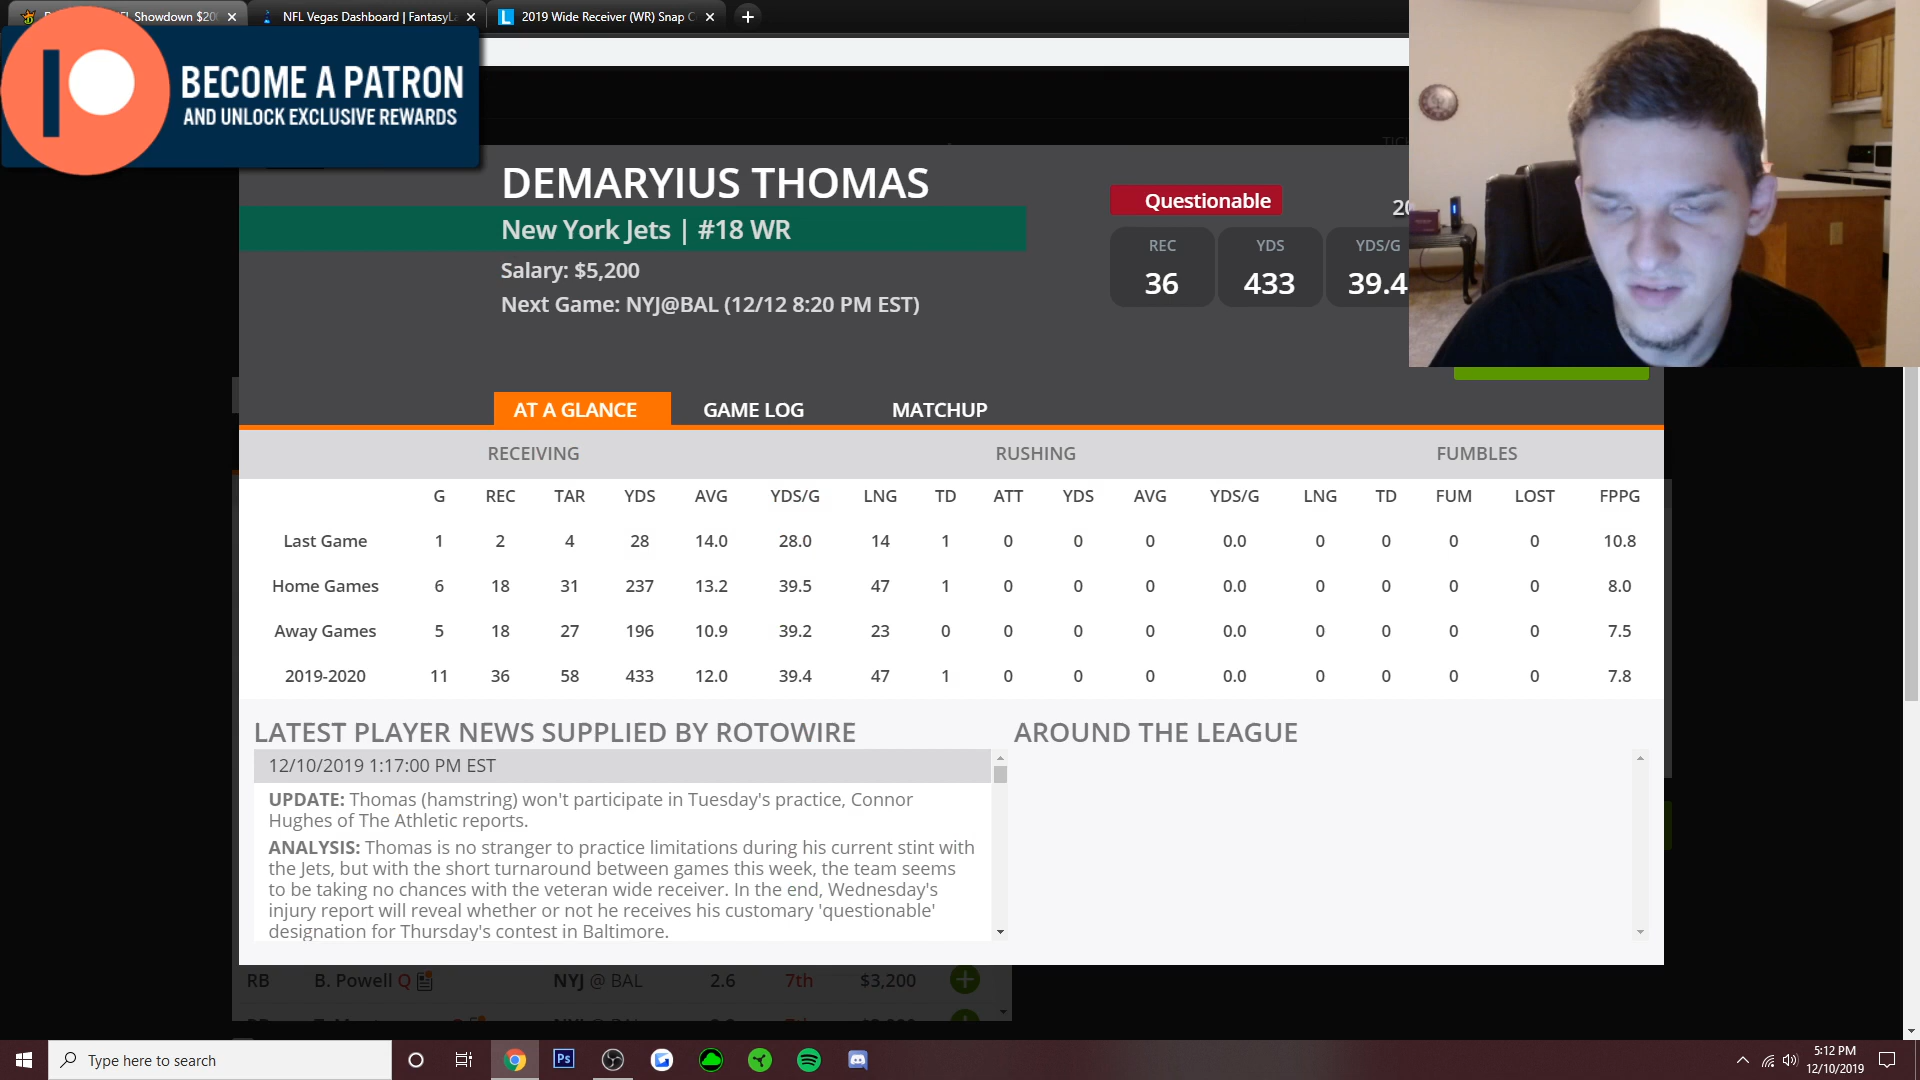 FL Showdown $20
NFL Vegas Dashboard | FantasyLa
2019 Wide Receiver (WR) Snap C
BECOME A PATRON
AND UNLOCK EXCLUSIVE REWARDS
DEMARYIUS THOMAS
New York Jets | #18 WR
Salary: $5,200
Next Game: NYJ@BAL (12/12 8:20 PM EST)
Questionable
20
REC YDS YDS/G
36 433 39.4
AT A GLANCE GAME LOG MATCHUP
RECEIVING RUSHING FUMBLES
G REC TAR YDS AVG YDS/G LNG TD ATT YDS AVG YDS/G LNG TD FUM LOST FPPG
Last Game 1 2 4 28 14.0 28.0 14 1 0 0 0 0.0 0 0 0 0 10.8
Home Games 6 18 31 237 13.2 39.5 47 1 0 0 0 0.0 0 0 0 0 8.0
Away Games 5 18 27 196 10.9 39.2 23 0 0 0 0 0.0 0 0 0 0 7.5
2019-2020 11 36 58 433 12.0 39.4 47 1 0 0 0 0.0 0 0 0 0 7.8
LATEST PLAYER NEWS SUPPLIED BY ROTOWIRE
12/10/2019 1:17:00 PM EST
UPDATE: Thomas (hamstring) won't participate in Tuesday's practice, Connor
Hughes of The Athletic reports.
ANALYSIS: Thomas is no stranger to practice limitations during his current stint with
the Jets, but with the short turnaround between games this week, the team seems
to be taking no chances with the veteran wide receiver. In the end, Wednesday's
injury report will reveal whether or not he receives his customary 'questionable'
designation for Thursday's contest in Baltimore.
AROUND THE LEAGUE
RB B. Powell Q NYJ @ BAL 2.6 7th $3,200
Type here to search
Ps
5:12 PM
12/10/2019